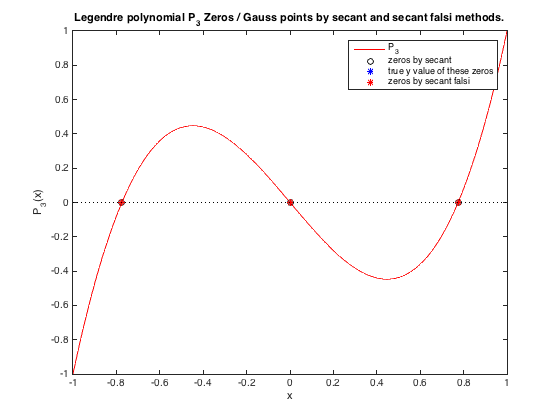 Legendre polynomial P3 Zeros / Gauss points by secant and secant falsi methods.
P3
zeros by secant
true y value of these zeros
zeros by secant falsi
1
0.8
0.6
0.4
0.2
0
-0.2
-0.4
-0.6
-0.8
-1
P3(x)
-1 -0.8 -0.6 -0.4 -0.2 0 0.2 0.4 0.6 0.8 1
x